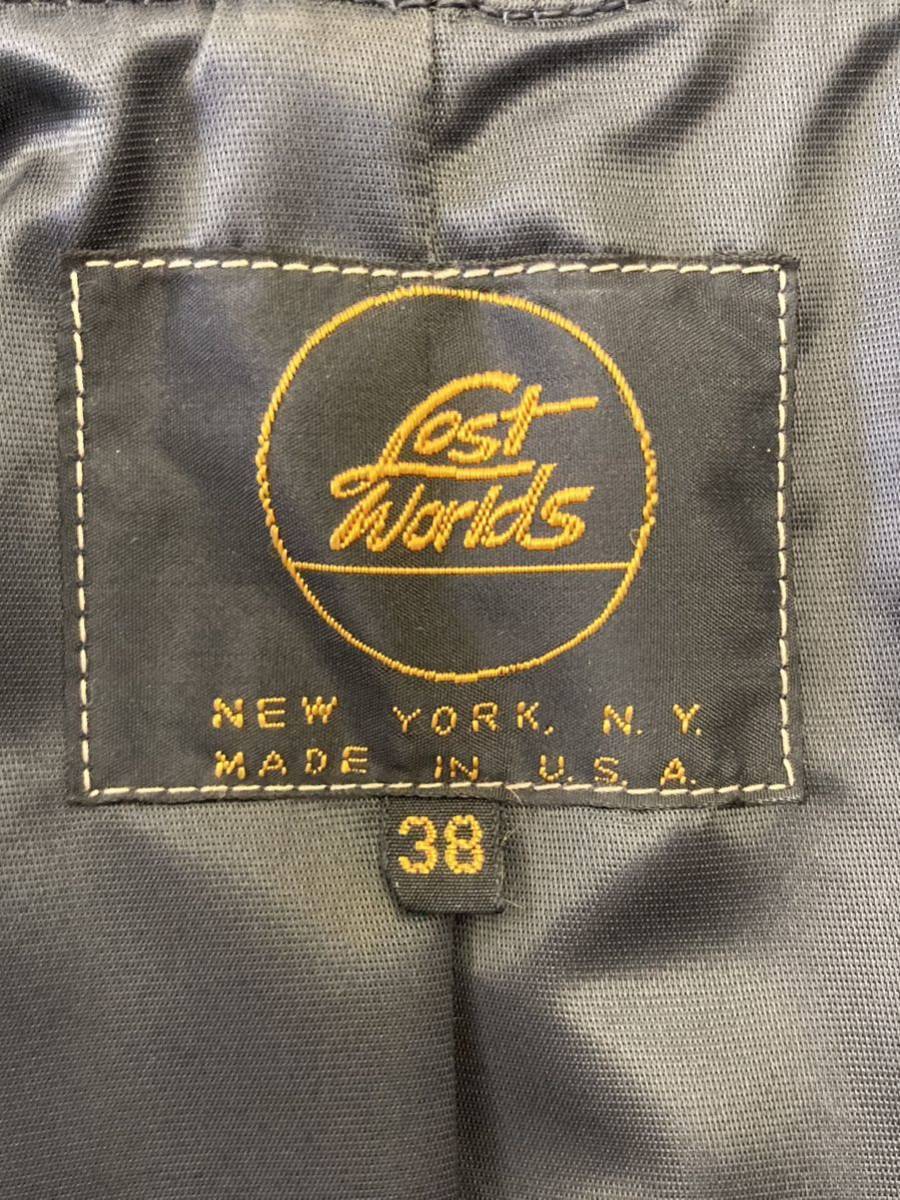 Lost
Worlds
NEW YORK, N.Y.
MADE IN U.S.A.
38